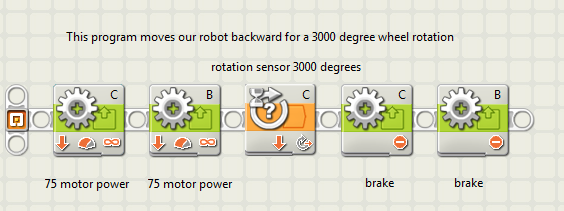 This program moves our robot backward for a 3000 degree wheel rotation
rotation sensor 3000 degrees
C B C C B
75 motor power 75 motor power brake brake